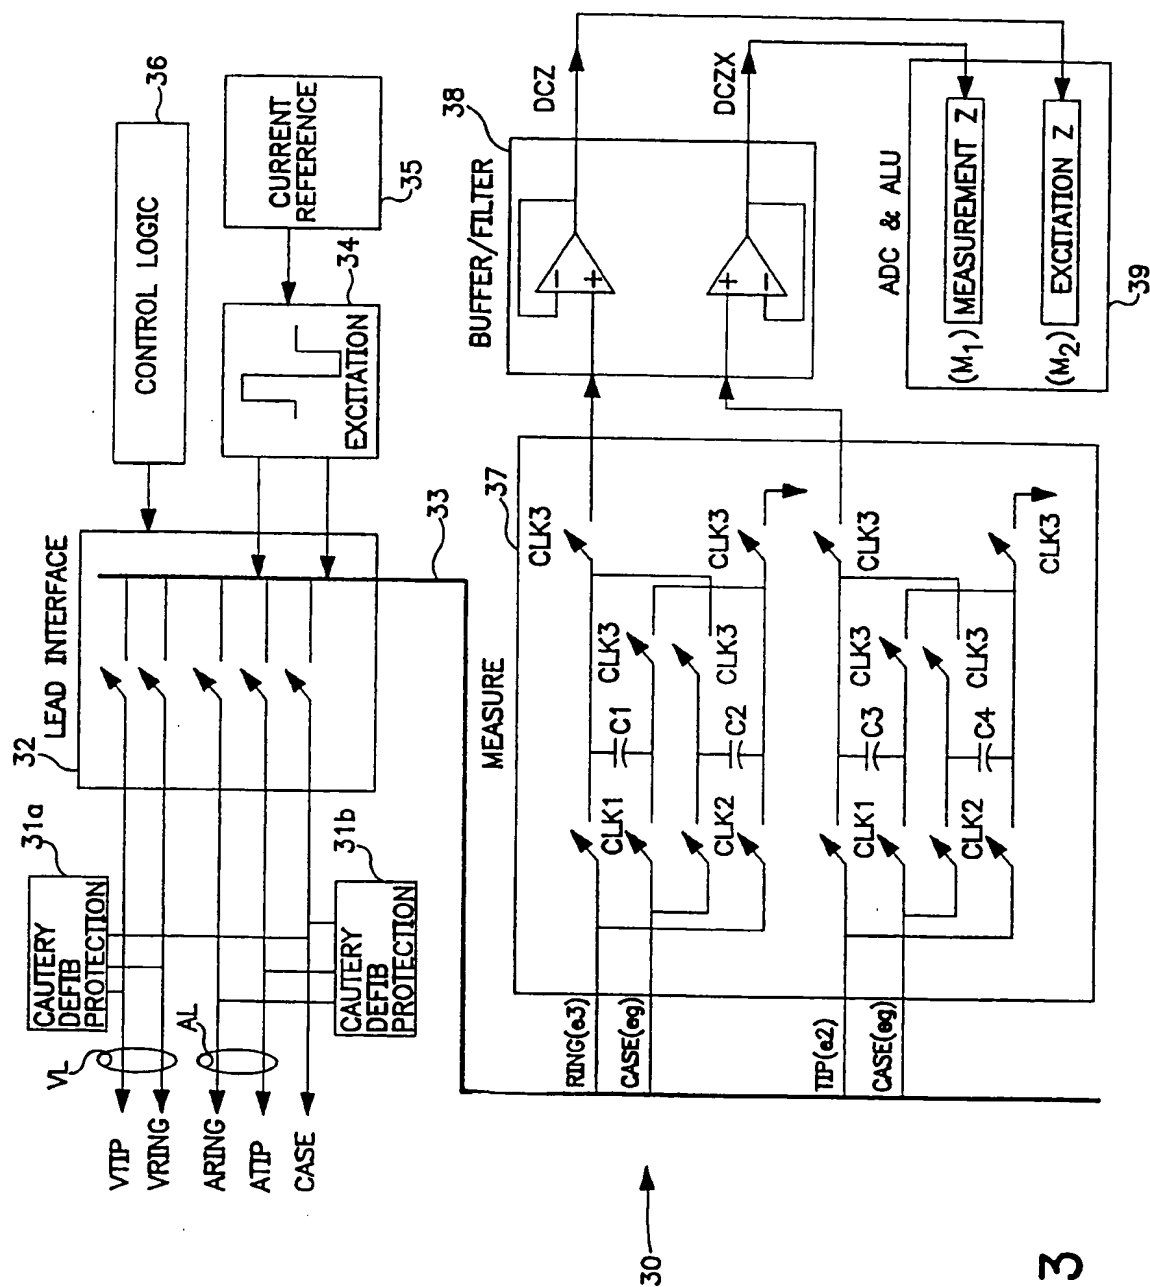 36
CONTROL LOGIC
CURRENT
REFERENCE
35
34
EXCITATION
LEAD INTERFACE
32
33
31a
CAUTERY
DEFIB
PROTECTION
31b
CAUTERY
DEFIB
PROTECTION
VL
AL
VTIP
VRING
ARING
ATIP
CASE
DCZ
DCZX
38
BUFFER/FILTER
−
+
+
−
ADC & ALU
(M1) MEASUREMENT Z
(M2) EXCITATION Z
39
37
MEASURE
CLK3
CLK3
CLK3
CLK3
CLK3
CLK3
CLK3
CLK3
C1
C2
C3
C4
CLK1
CLK2
CLK1
CLK2
RING(e3)
CASE(eg)
TIP(e2)
CASE(eg)
30
3